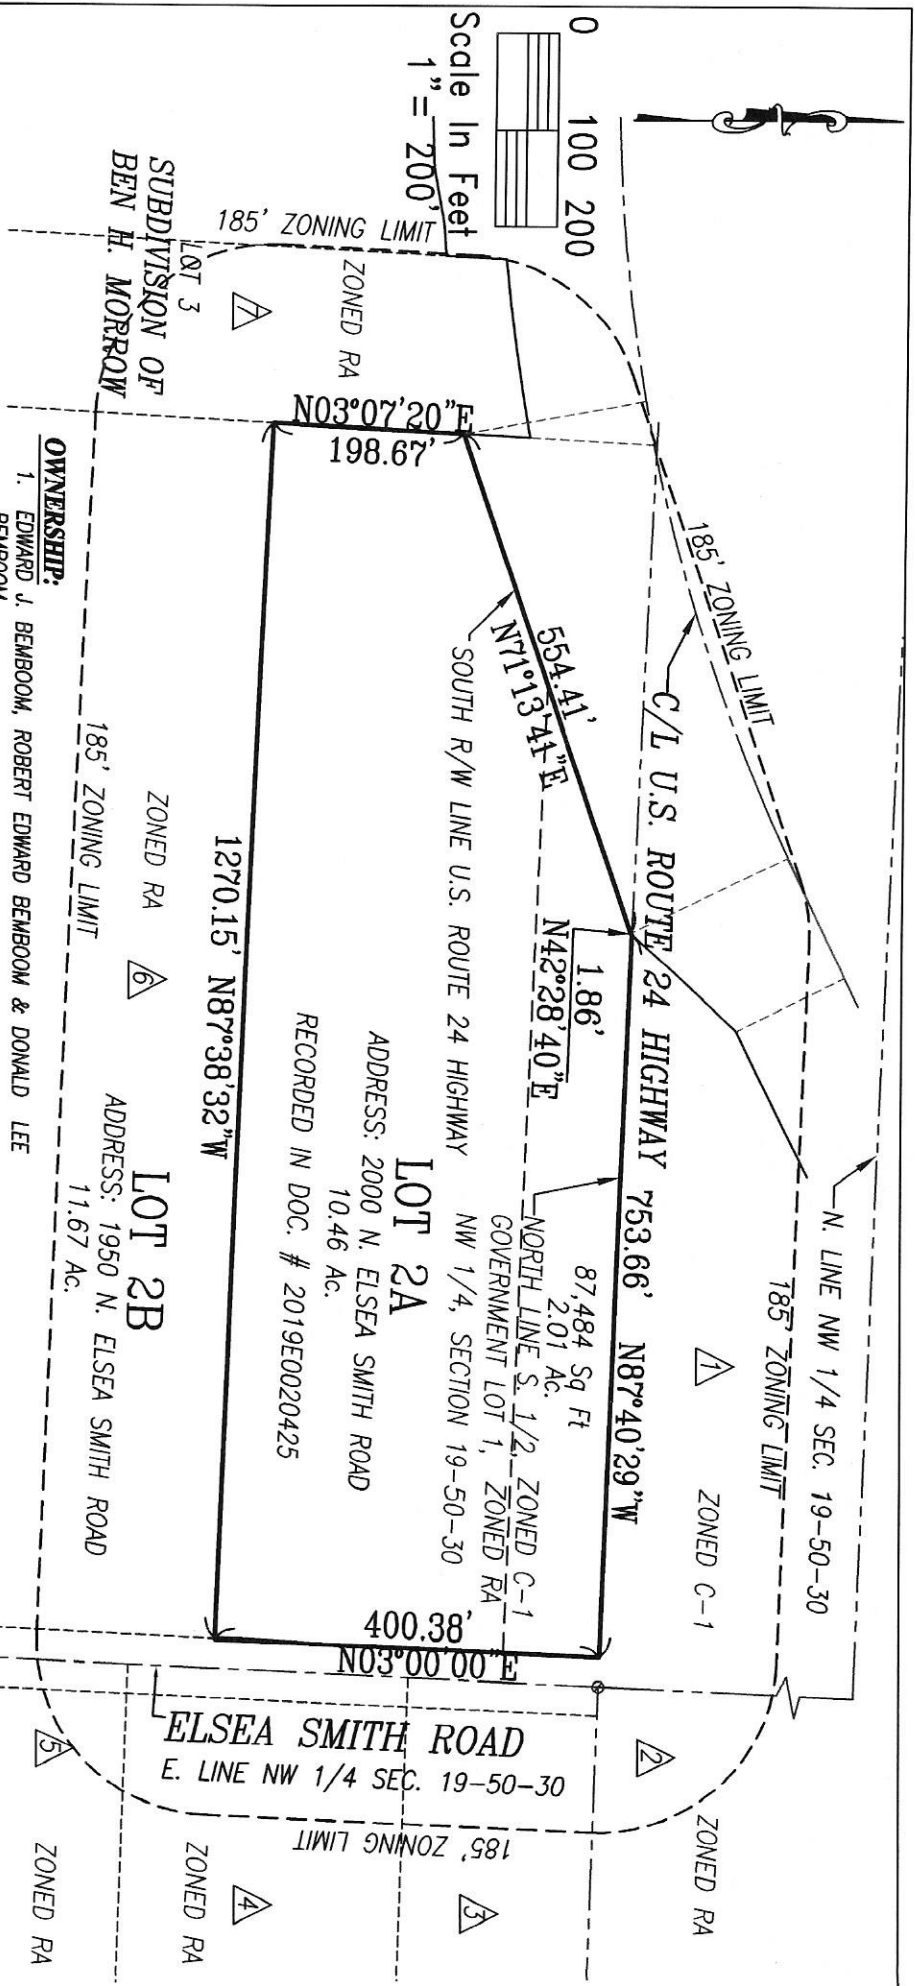 0 100 200
Scale In Feet
1"= 200'
N. LINE NW 1/4 SEC. 19-50-30
185' ZONING LIMIT
185' ZONING LIMIT
C/L U.S. ROUTE 24 HIGHWAY
1
ZONED C-1
753.66' N87°40'29"W
554.41'
N71°13'41"E
1.86'
N42°28'40"E
SOUTH R/W LINE U.S. ROUTE 24 HIGHWAY
87,484 Sq Ft
2.01 Ac.
NORTH LINE S. 1/2, ZONED C-1
GOVERNMENT LOT 1, ZONED RA
NW 1/4, SECTION 19-50-30
LOT 2A
ADDRESS: 2000 N. ELSEA SMITH ROAD
10.46 Ac.
RECORDED IN DOC. # 2019E0020425
N03°07'20"E
198.67'
400.38'
N03°00'00"E
1270.15' N87°38'32"W
185' ZONING LIMIT
ZONED RA
7
LOT 3
SUBDIVISION OF
BEN H. MORROW
ZONED RA
6
185' ZONING LIMIT
LOT 2B
ADDRESS: 1950 N. ELSEA SMITH ROAD
11.67 Ac.
ELSEA SMITH ROAD
E. LINE NW 1/4 SEC. 19-50-30
185' ZONING LIMIT
2
ZONED RA
3
4
ZONED RA
5
ZONED RA
OWNERSHIP:
1. EDWARD J. BEMBOOM, ROBERT EDWARD BEMBOOM & DONALD LEE
BEMBOOM